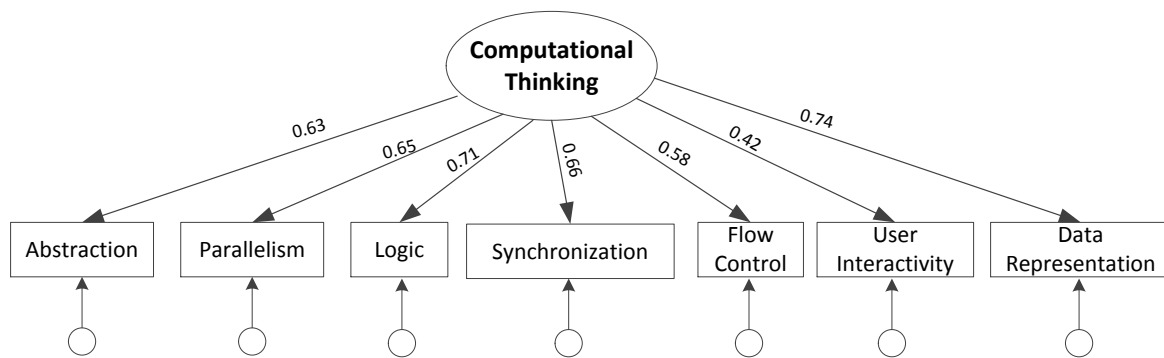 Computational
Thinking
0.63
0.65
0.71
0.66
0.58
0.42
0.74
Abstraction
Parallelism
Logic
Synchronization
Flow
Control
User
Interactivity
Data
Representation